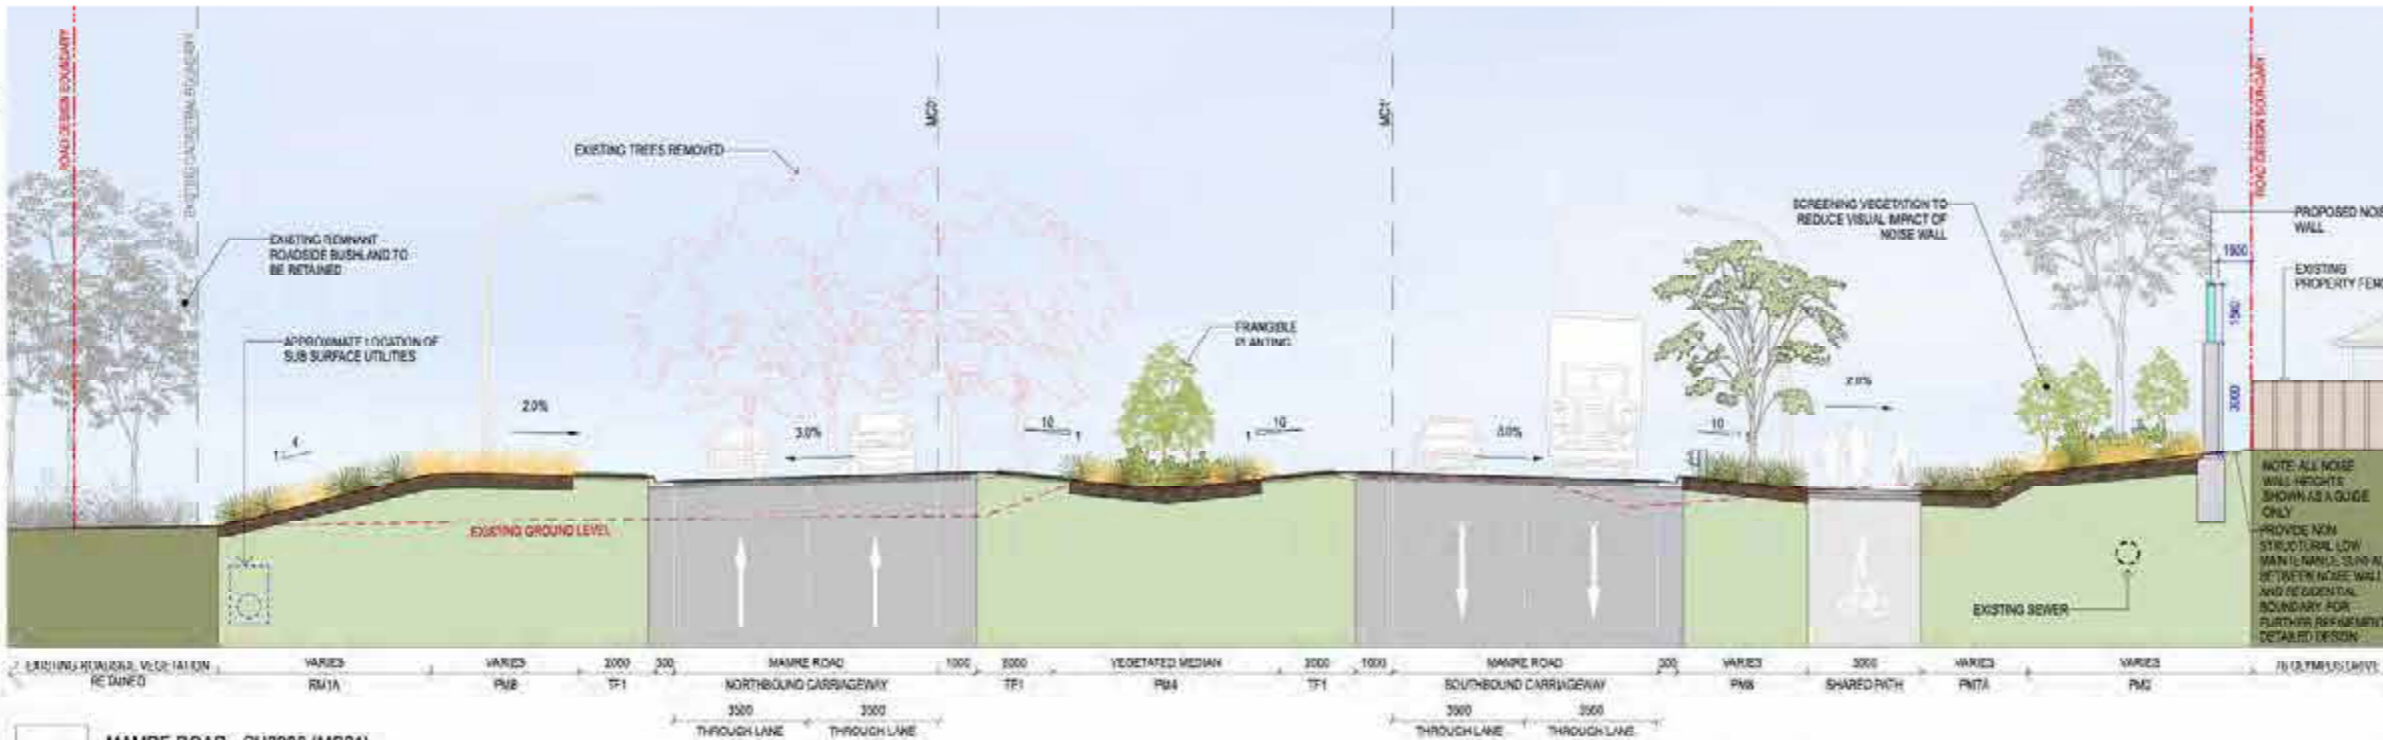 ROAD DESIGN BOUNDARY
EXISTING CADASTRAL BOUNDARY
MC01
ROAD DESIGN BOUNDARY
EXISTING TREES REMOVED
EXISTING REMNANT
ROADSIDE BUSHLAND TO
BE RETAINED
SCREENING VEGETATION TO
REDUCE VISUAL IMPACT OF
NOISE WALL
PROPOSED
WALL
1500
EXISTING
PROPERTY
APPROXIMATE LOCATION OF
SUB SURFACE UTILITIES
FRANGIBLE
PLANTING
2.0%
3.0%
3.0%
2.0%
3000
4
1
10
1
10
1
10
EXISTING GROUND LEVEL
EXISTING SEWER
NOTE: ALL NOISE
WALL HEIGHTS
SHOWN AS A GUIDE
ONLY
PROVIDE NON
STRUCTURAL LOW
MAINTENANCE
BETWEEN NOISE WALL
AND RESIDENTIAL
BOUNDARY. FOR
FURTHER REFINEMENT
DETAILED DESIGN
EXISTING ROADSIDE VEGETATION
RETAINED
VARIES VARIES 2000 300 MAMRE ROAD 1000 2000 VEGETATED MEDIAN 2000 1000 MAMRE ROAD 300 VARIES 3000 VARIES VARIES OLYMPUS DRIVE
RM1A PM8 TF1 NORTHBOUND CARRIAGEWAY TF1 PM4 TF1 SOUTHBOUND CARRIAGEWAY PM8 SHARED PATH PM7A PM2
3500 3500 3500 3500
THROUGH LANE THROUGH LANE THROUGH LANE THROUGH LANE
MAMRE ROAD